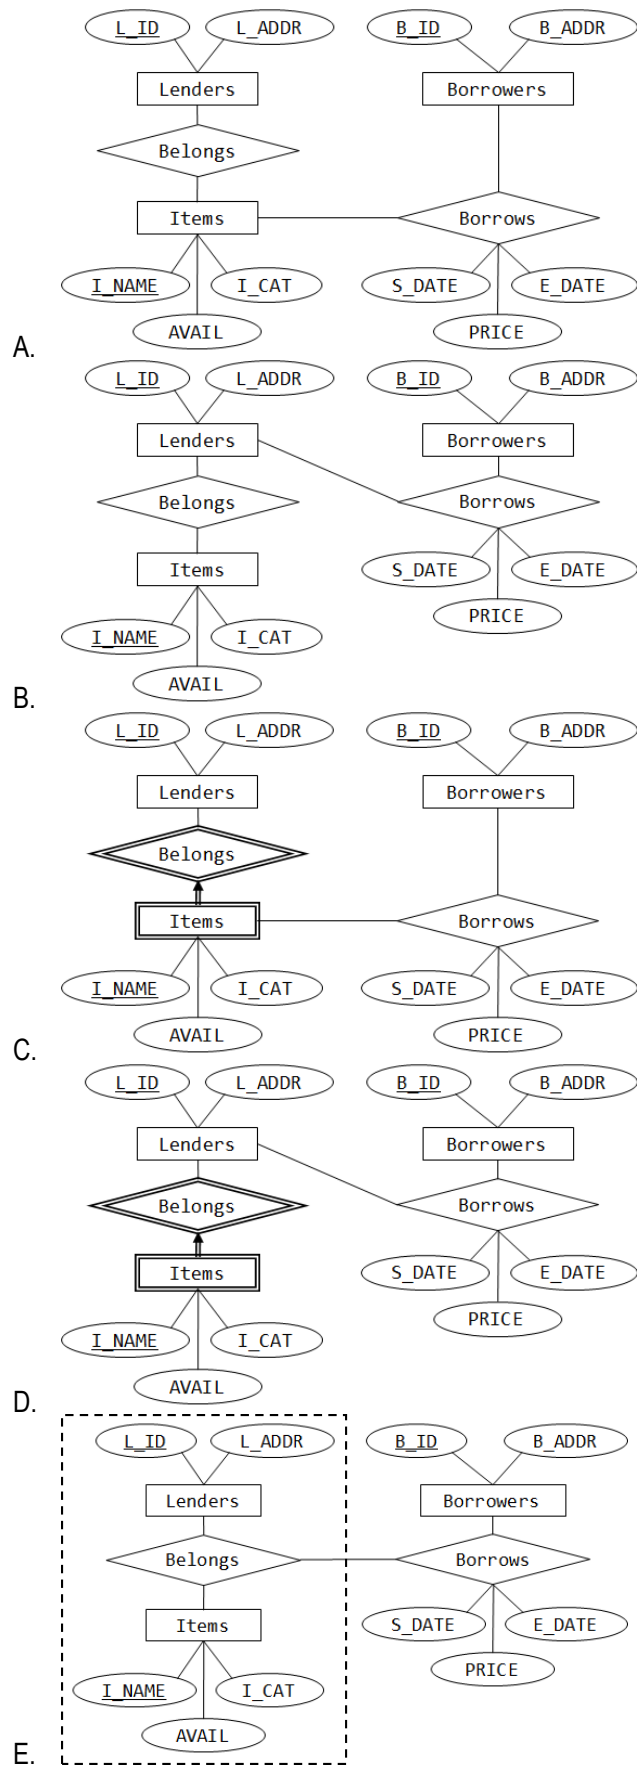 L_ID L_ADDR B_ID B_ADDR
Lenders Borrowers
Belongs
Items Borrows
I_NAME I_CAT S_DATE E_DATE
AVAIL PRICE
A.
L_ID L_ADDR B_ID B_ADDR
Lenders Borrowers
Belongs Borrows
Items S_DATE E_DATE
PRICE
I_NAME I_CAT
AVAIL
B.
L_ID L_ADDR B_ID B_ADDR
Lenders Borrowers
Belongs
Items Borrows
I_NAME I_CAT S_DATE E_DATE
AVAIL PRICE
C.
L_ID L_ADDR B_ID B_ADDR
Lenders Borrowers
Belongs Borrows
Items S_DATE E_DATE
PRICE
I_NAME I_CAT
AVAIL
D.
L_ID L_ADDR B_ID B_ADDR
Lenders Borrowers
Belongs Borrows
Items S_DATE E_DATE
PRICE
I_NAME I_CAT
AVAIL
E.